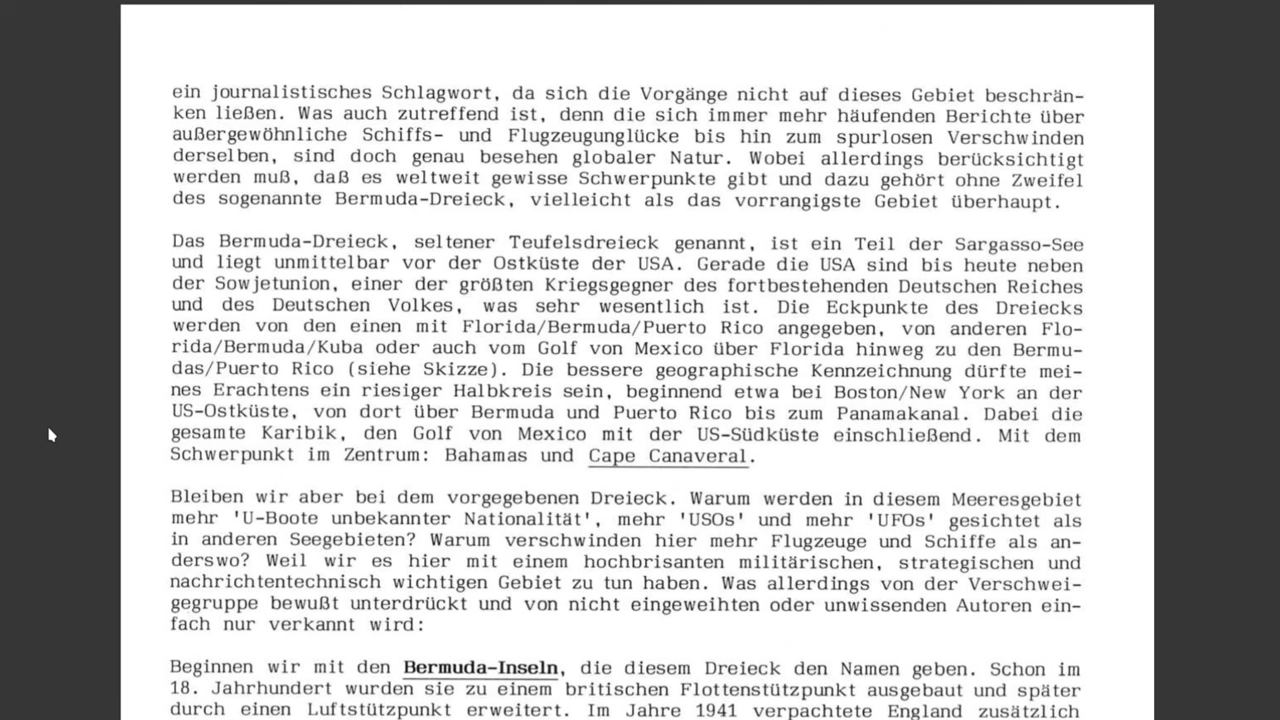 ein journalistisches Schlagwort, da sich die Vorgänge nicht auf dieses Gebiet beschrän-
ken ließen. Was auch zutreffend ist, denn die sich immer mehr häufenden Berichte über
außergewöhnliche Schiffs- und Flugzeugunglücke bis hin zum spurlosen Verschwinden
derselben, sind doch genau besehen globaler Natur. Wobei allerdings berücksichtigt
werden muß, daß es weltweit gewisse Schwerpunkte gibt und dazu gehört ohne Zweifel
des sogenannte Bermuda-Dreieck, vielleicht als das vorrangigste Gebiet überhaupt.
Das Bermuda-Dreieck, seltener Teufelsdreieck genannt, ist ein Teil der Sargasso-See
und liegt unmittelbar vor der Ostküste der USA. Gerade die USA sind bis heute neben
der Sowjetunion, einer der größten Kriegsgegner des fortbestehenden Deutschen Reiches
und des Deutschen Volkes, was sehr wesentlich ist. Die Eckpunkte des Dreiecks
werden von den einen mit Florida/Bermuda/Puerto Rico angegeben, von anderen Flo-
rida/Bermuda/Kuba oder auch vom Golf von Mexico über Florida hinweg zu den Bermu-
das/Puerto Rico (siehe Skizze). Die bessere geographische Kennzeichnung dürfte mei-
nes Erachtens ein riesiger Halbkreis sein, beginnend etwa bei Boston/New York an der
US-Ostküste, von dort über Bermuda und Puerto Rico bis zum Panamakanal. Dabei die
gesamte Karibik, den Golf von Mexico mit der US-Südküste einschließend. Mit dem
Schwerpunkt im Zentrum: Bahamas und Cape Canaveral.
Bleiben wir aber bei dem vorgegebenen Dreieck. Warum werden in diesem Meeresgebiet
mehr 'U-Boote unbekannter Nationalität', mehr 'USOs' und mehr 'UFOs' gesichtet als
in anderen Seegebieten? Warum verschwinden hier mehr Flugzeuge und Schiffe als an-
derswo? Weil wir es hier mit einem hochbrisanten militärischen, strategischen und
nachrichtentechnisch wichtigen Gebiet zu tun haben. Was allerdings von der Verschwei-
gegruppe bewußt unterdrückt und von nicht eingeweihten oder unwissenden Autoren ein-
fach nur verkannt wird:
Beginnen wir mit den Bermuda-Inseln, die diesem Dreieck den Namen geben. Schon im
18. Jahrhundert wurden sie zu einem britischen Flottenstützpunkt ausgebaut und später
durch einen Luftstützpunkt erweitert. Im Jahre 1941 verpachtete England zusätzlich